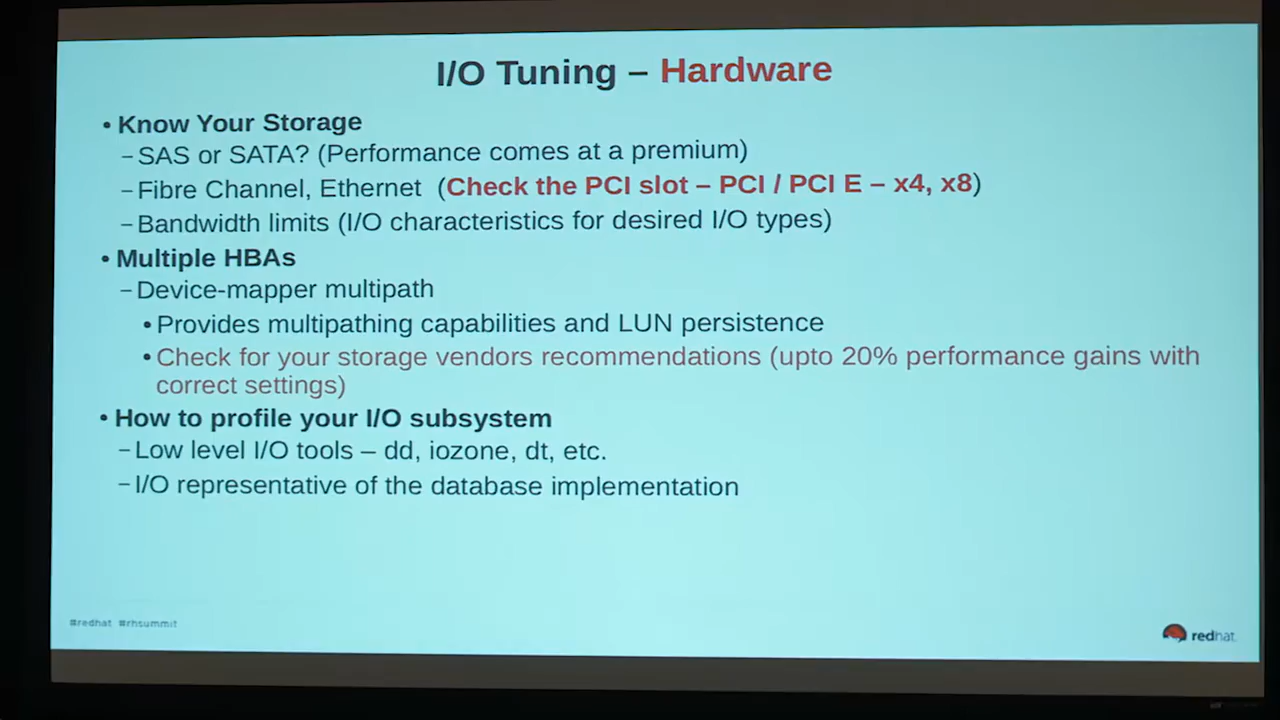 I/O Tuning – Hardware
• Know Your Storage
– SAS or SATA? (Performance comes at a premium)
– Fibre Channel, Ethernet (Check the PCI slot – PCI / PCI E – x4, x8)
– Bandwidth limits (I/O characteristics for desired I/O types)
• Multiple HBAs
– Device-mapper multipath
• Provides multipathing capabilities and LUN persistence
• Check for your storage vendors recommendations (upto 20% performance gains with
correct settings)
• How to profile your I/O subsystem
– Low level I/O tools – dd, iozone, dt, etc.
– I/O representative of the database implementation
#redhat #rhsummit
redhat